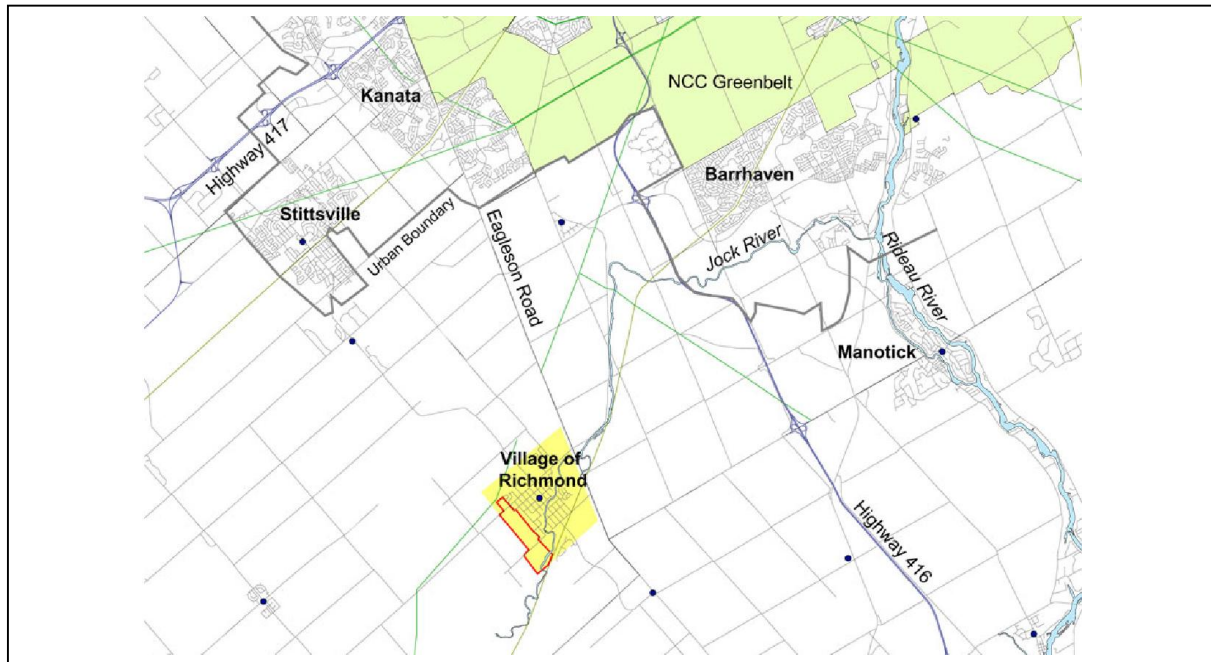 NCC Greenbelt
Kanata
Highway 417
Barrhaven
Stittsville
Urban Boundary
Eagleson Road
Jock River
Rideau River
Manotick
Village of
Richmond
Highway 416